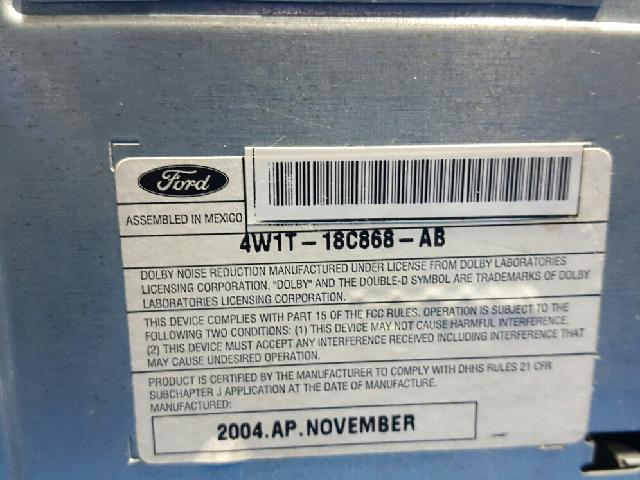 Ford
ASSEMBLED IN MEXICO
4W1T-18C868-AB
DOLBY NOISE REDUCTION MANUFACTURED UNDER LICENSE FROM DOLBY LABORATORIES
LICENSING CORPORATION. "DOLBY" AND THE DOUBLE-D SYMBOL ARE TRADEMARKS OF DOLBY
LABORATORIES LICENSING CORPORATION.
THIS DEVICE COMPLIES WITH PART 15 OF THE FCC RULES. OPERATION IS SUBJECT TO THE
FOLLOWING TWO CONDITIONS: (1) THIS DEVICE MAY NOT CAUSE HARMFUL INTERFERENCE.
(2) THIS DEVICE MUST ACCEPT ANY INTERFERENCE RECEIVED INCLUDING INTERFERENCE THAT
MAY CAUSE UNDESIRED OPERATION.
PRODUCT IS CERTIFIED BY THE MANUFACTURER TO COMPLY WITH DHHS RULES 21 CFR
SUBCHAPTER J APPLICATION AT THE DATE OF MANUFACTURE.
MANUFACTURED:
2004.AP.NOVEMBER